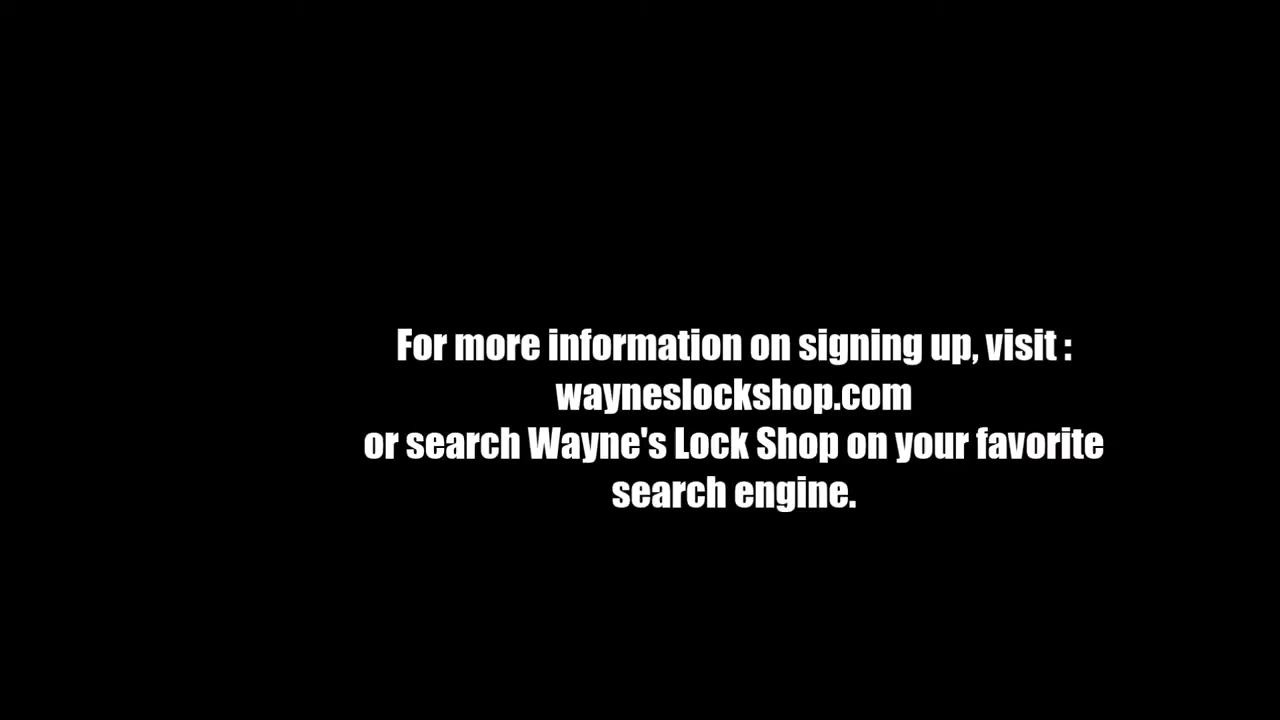 For more information on signing up, visit :
wayneslockshop.com
or search Wayne's Lock Shop on your favorite
search engine.